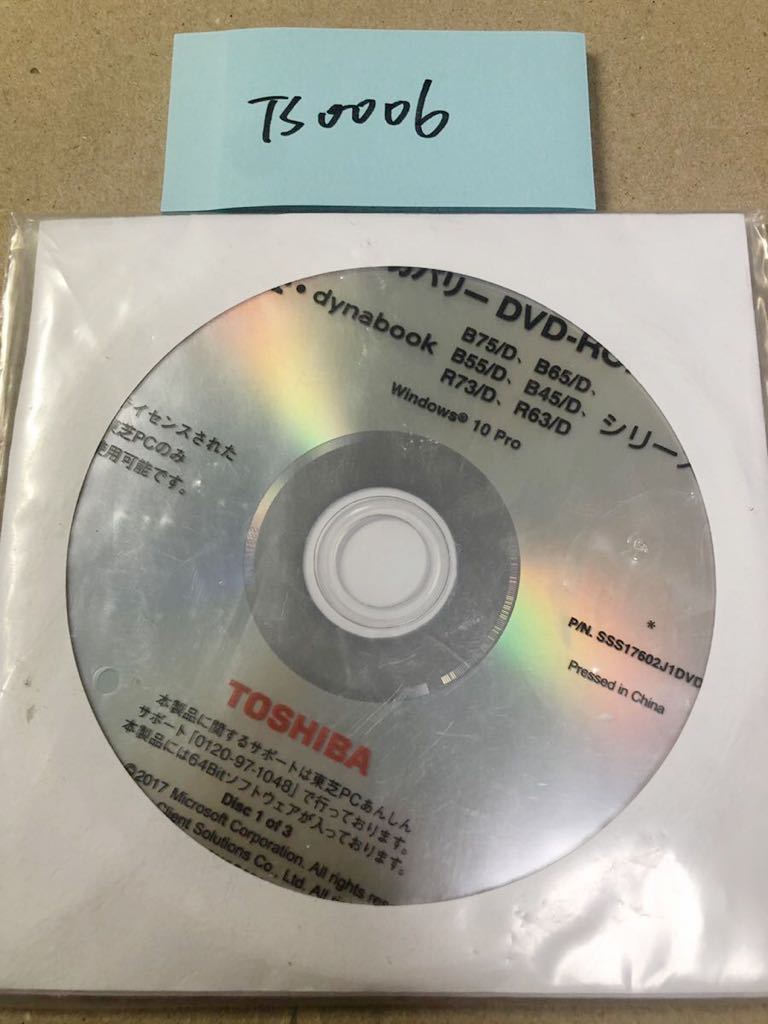 TS0006
カバリー DVD-RO
dynabook
B75/D、B65/D、
B55/D、B45/D、
R73/D、R63/D
シリー
Windows® 10 Pro
イセンスされた
東芝PCのみ
使用可能です。
*
P/N. SSS17602J1DVD
Pressed in China
TOSHIBA
本製品に関するサポートは東芝PCあんしん
サポート「0120-97-1048」で行っております。
本製品には64Bitソフトウェアが入っております。
Disc 1 of 3
©2017 Microsoft Corporation. All rights rese
Client Solutions Co., Ltd. All